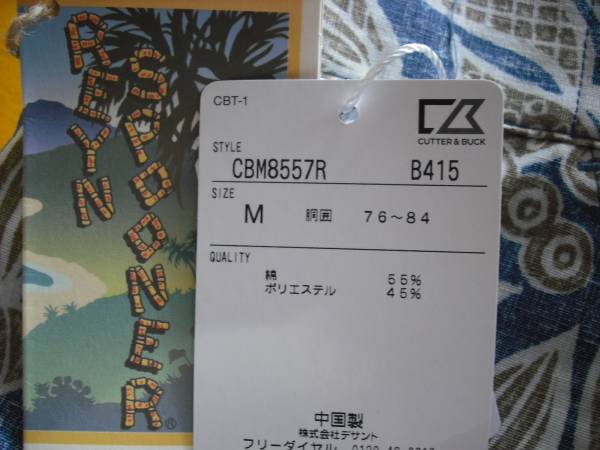 REYN
SPOONER®
CBT-1
CUTTER & BUCK
STYLE
CBM8557R B415
SIZE
M 胴囲 76～84
QUALITY
綿 55%
ポリエステル 45%
中国製
株式会社デサント
フリーダイヤル